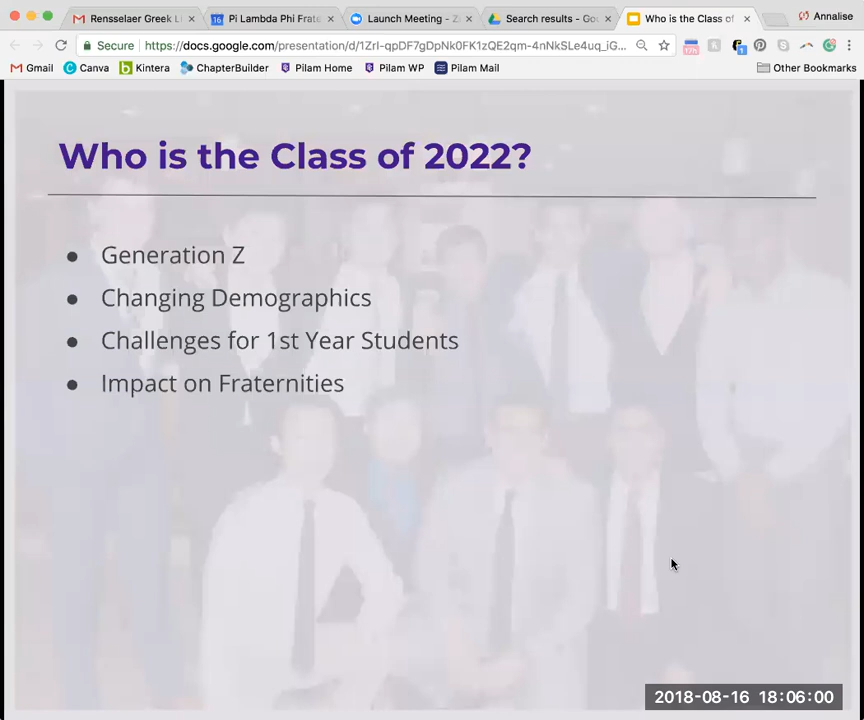 Rensselaer Greek Li
Pi Lambda Phi Frate
Launch Meeting - Z
Search results - Goo
Who is the Class of
Annalise
Secure
https://docs.google.com/presentation/d/1ZrI-qpDF7gDpNk0FK1zQE2qm-4nNkSLe4uq_iG...
Gmail
Canva
Kintera
ChapterBuilder
Pilam Home
Pilam WP
Pilam Mail
Other Bookmarks
Who is the Class of 2022?
● Generation Z
● Changing Demographics
● Challenges for 1st Year Students
● Impact on Fraternities
2018-08-16 18:06:00